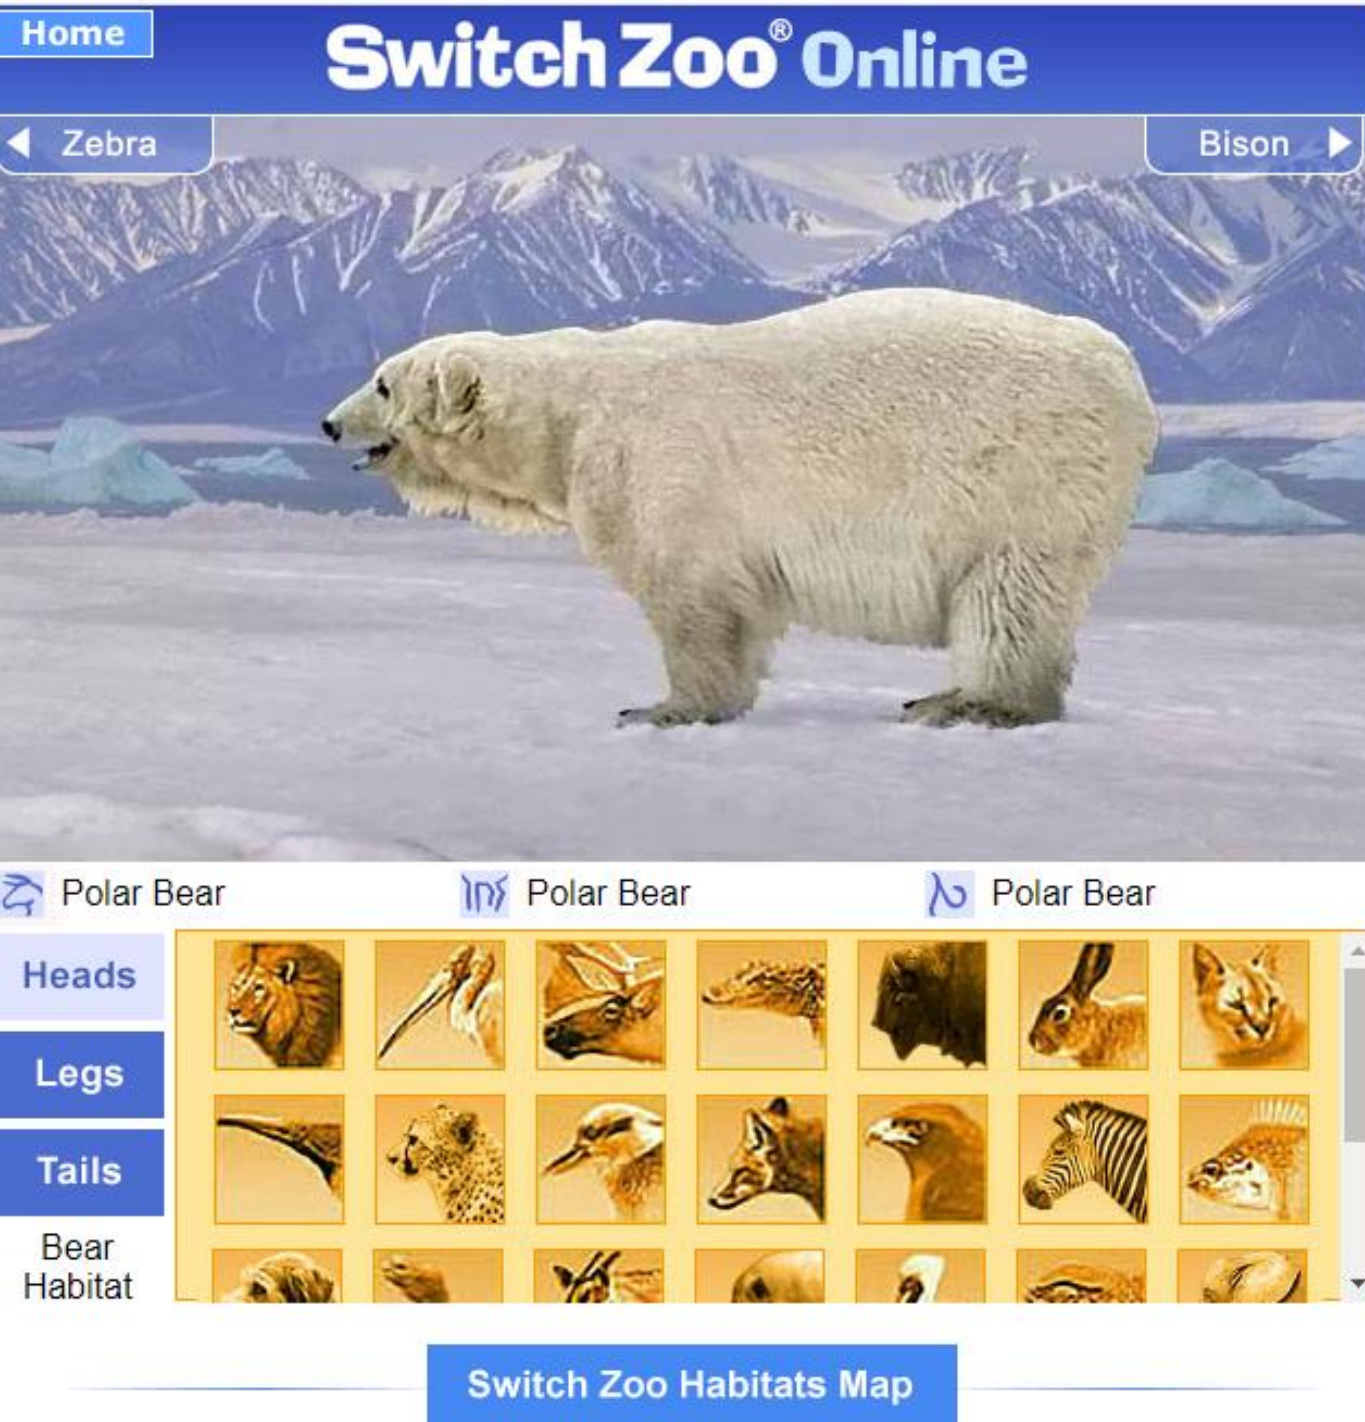 Home
Switch Zoo® Online
Zebra
Bison
Polar Bear
Polar Bear
Polar Bear
Heads
Legs
Tails
Bear
Habitat
Switch Zoo Habitats Map